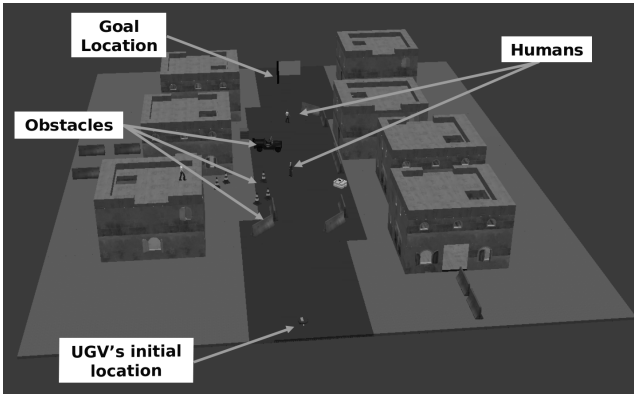 Goal
Location
Humans
Obstacles
UGV's initial
location